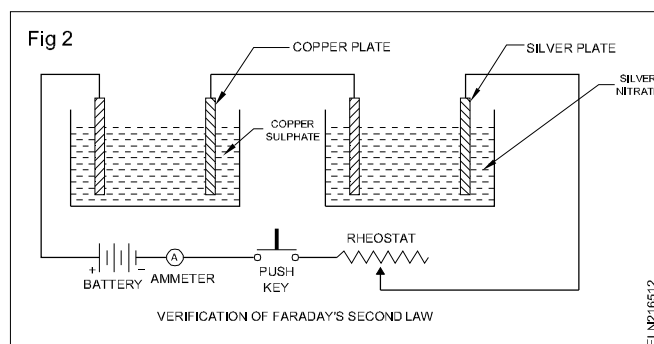 Fig 2
COPPER PLATE
SILVER PLATE
COPPER
SULPHATE
SILVER
NITRATE
RHEOSTAT
A
+
−
BATTERY
AMMETER
PUSH
KEY
VERIFICATION OF FARADAY'S SECOND LAW
ELN216512